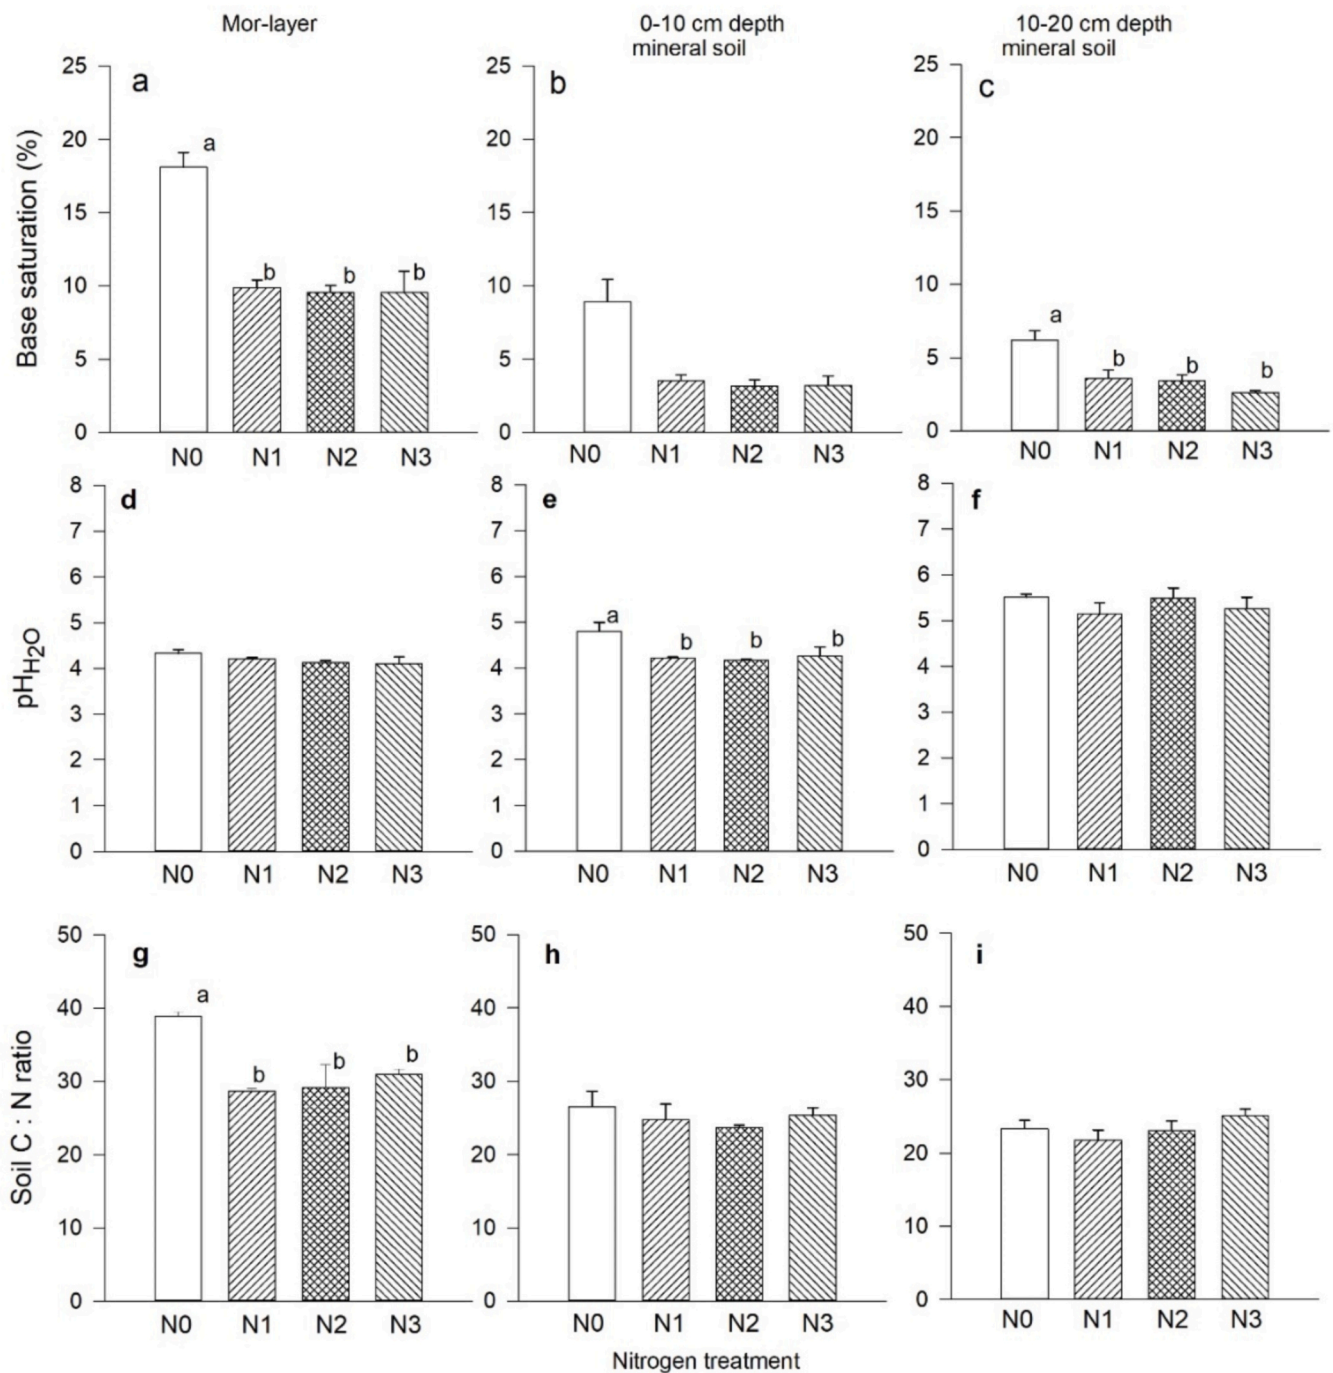 Mor-layer
0-10 cm depth
mineral soil
10-20 cm depth
mineral soil
Base saturation (%)
25
20
15
10
5
0
a
a
b
b
b
N0 N1 N2 N3
25
20
15
10
5
0
b
N0 N1 N2 N3
25
20
15
10
5
0
c
a
b
b
b
N0 N1 N2 N3
pHH2O
8
7
6
5
4
3
2
1
0
d
N0 N1 N2 N3
8
7
6
5
4
3
2
1
0
e
a
b
b
b
N0 N1 N2 N3
8
7
6
5
4
3
2
1
0
f
N0 N1 N2 N3
Soil C : N ratio
50
40
30
20
10
0
g
a
b
b
b
N0 N1 N2 N3
50
40
30
20
10
0
h
N0 N1 N2 N3
50
40
30
20
10
0
i
N0 N1 N2 N3
Nitrogen treatment